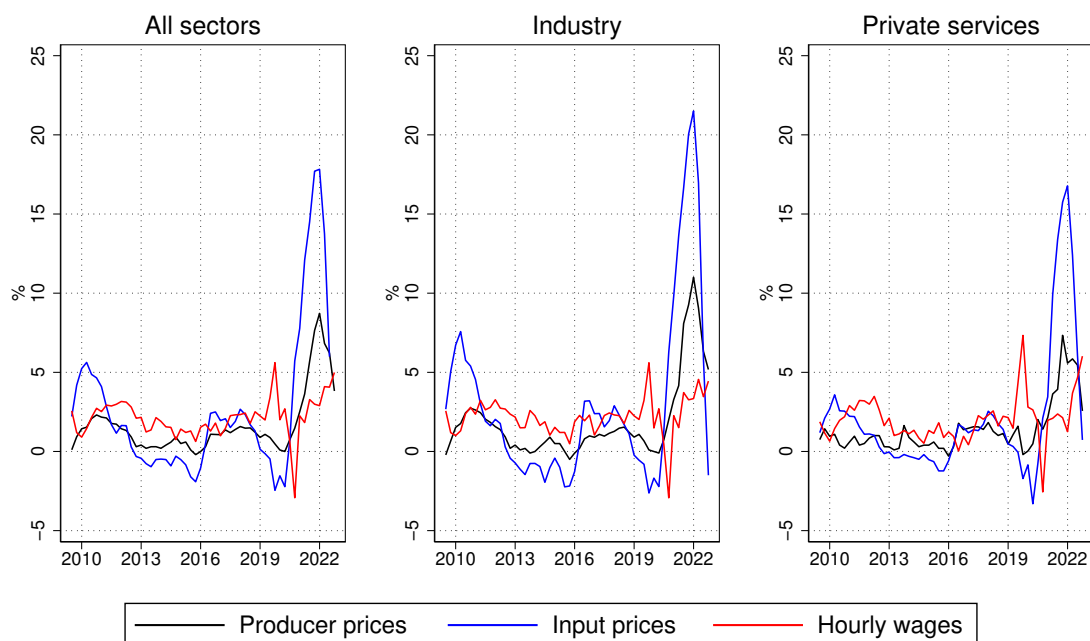 All sectors Industry Private services
25 25 25
20 20 20
15 15 15
% % %
10 10 10
5 5 5
0 0 0
−5 −5 −5
2010 2013 2016 2019 2022 2010 2013 2016 2019 2022 2010 2013 2016 2019 2022
Producer prices Input prices Hourly wages